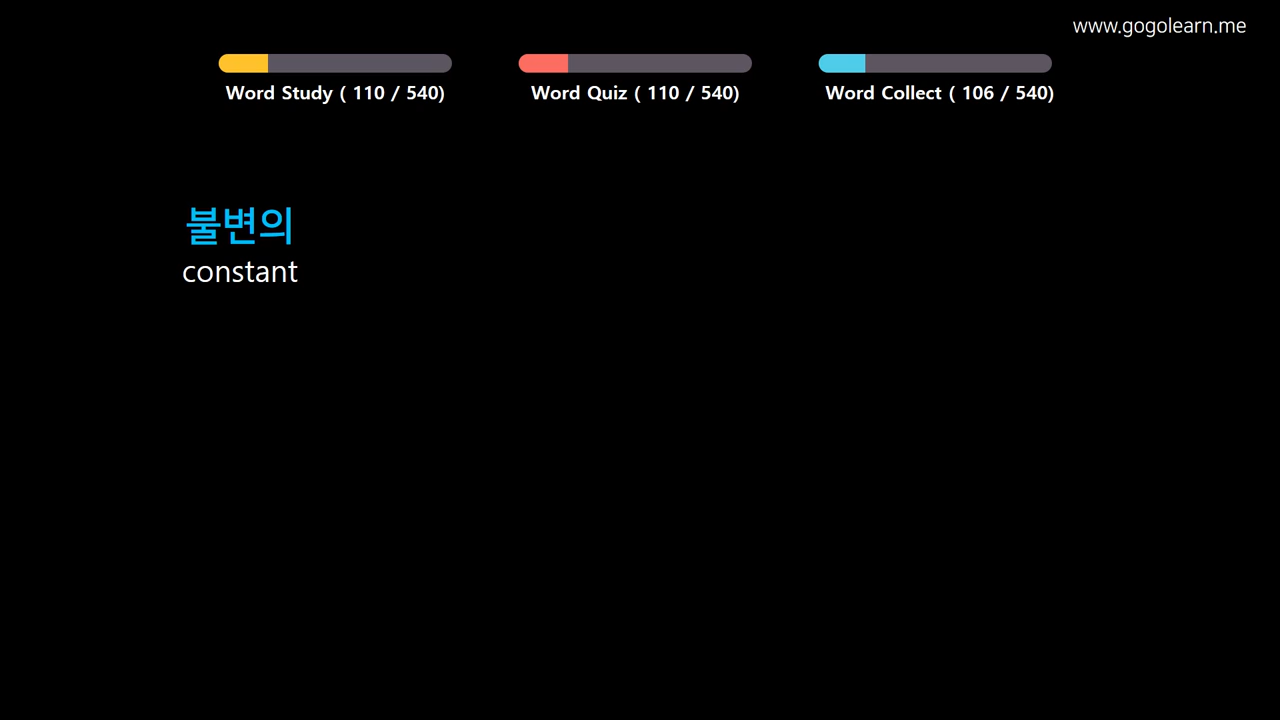 www.gogolearn.me
Word Study ( 110 / 540)
Word Quiz ( 110 / 540)
Word Collect ( 106 / 540)
불변의
constant